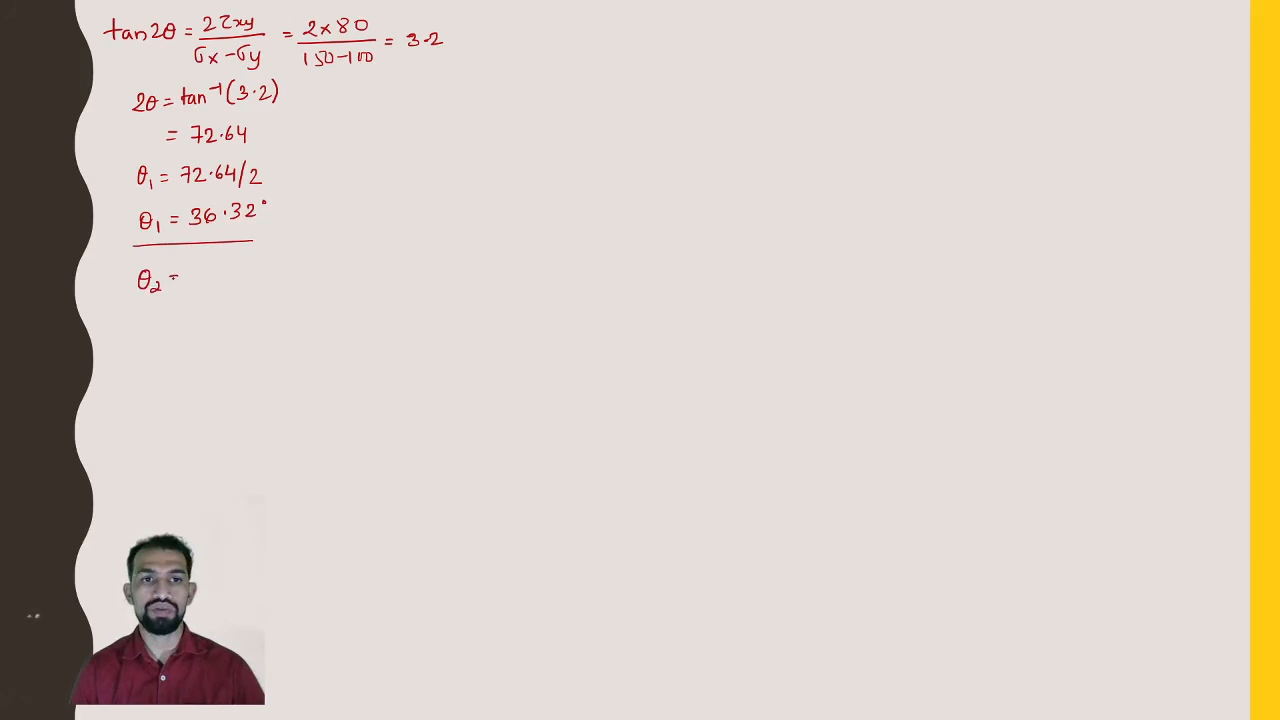 tan2θ = 2τxy/σx-σy = 2×80/150-100 = 3.2
2θ = tan⁻¹(3.2)
= 72.64
θ₁ = 72.64/2
θ₁ = 36.32°
θ₂ =